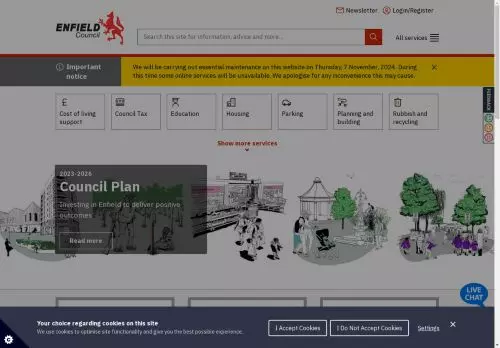 Newsletter
Login/Register
ENFIELD
Council
Search this site for information, advice and more...
All services
Important
notice
We will be carrying out essential maintenance on this website on Thursday, 7 November, 2024. During
this time some online services will be unavailable. We apologise for any inconvenience this may cause.
FEEDBACK
Cost of living
support
Council Tax
Education
Housing
Parking
Planning and
building
Rubbish and
recycling
Show more services
2023-2026
Council Plan
Investing in Enfield to deliver positive
outcomes
Read more
LIVE
CHAT
Your choice regarding cookies on this site
We use cookies to optimise site functionality and give you the best possible experience.
I Accept Cookies
I Do Not Accept Cookies
Settings